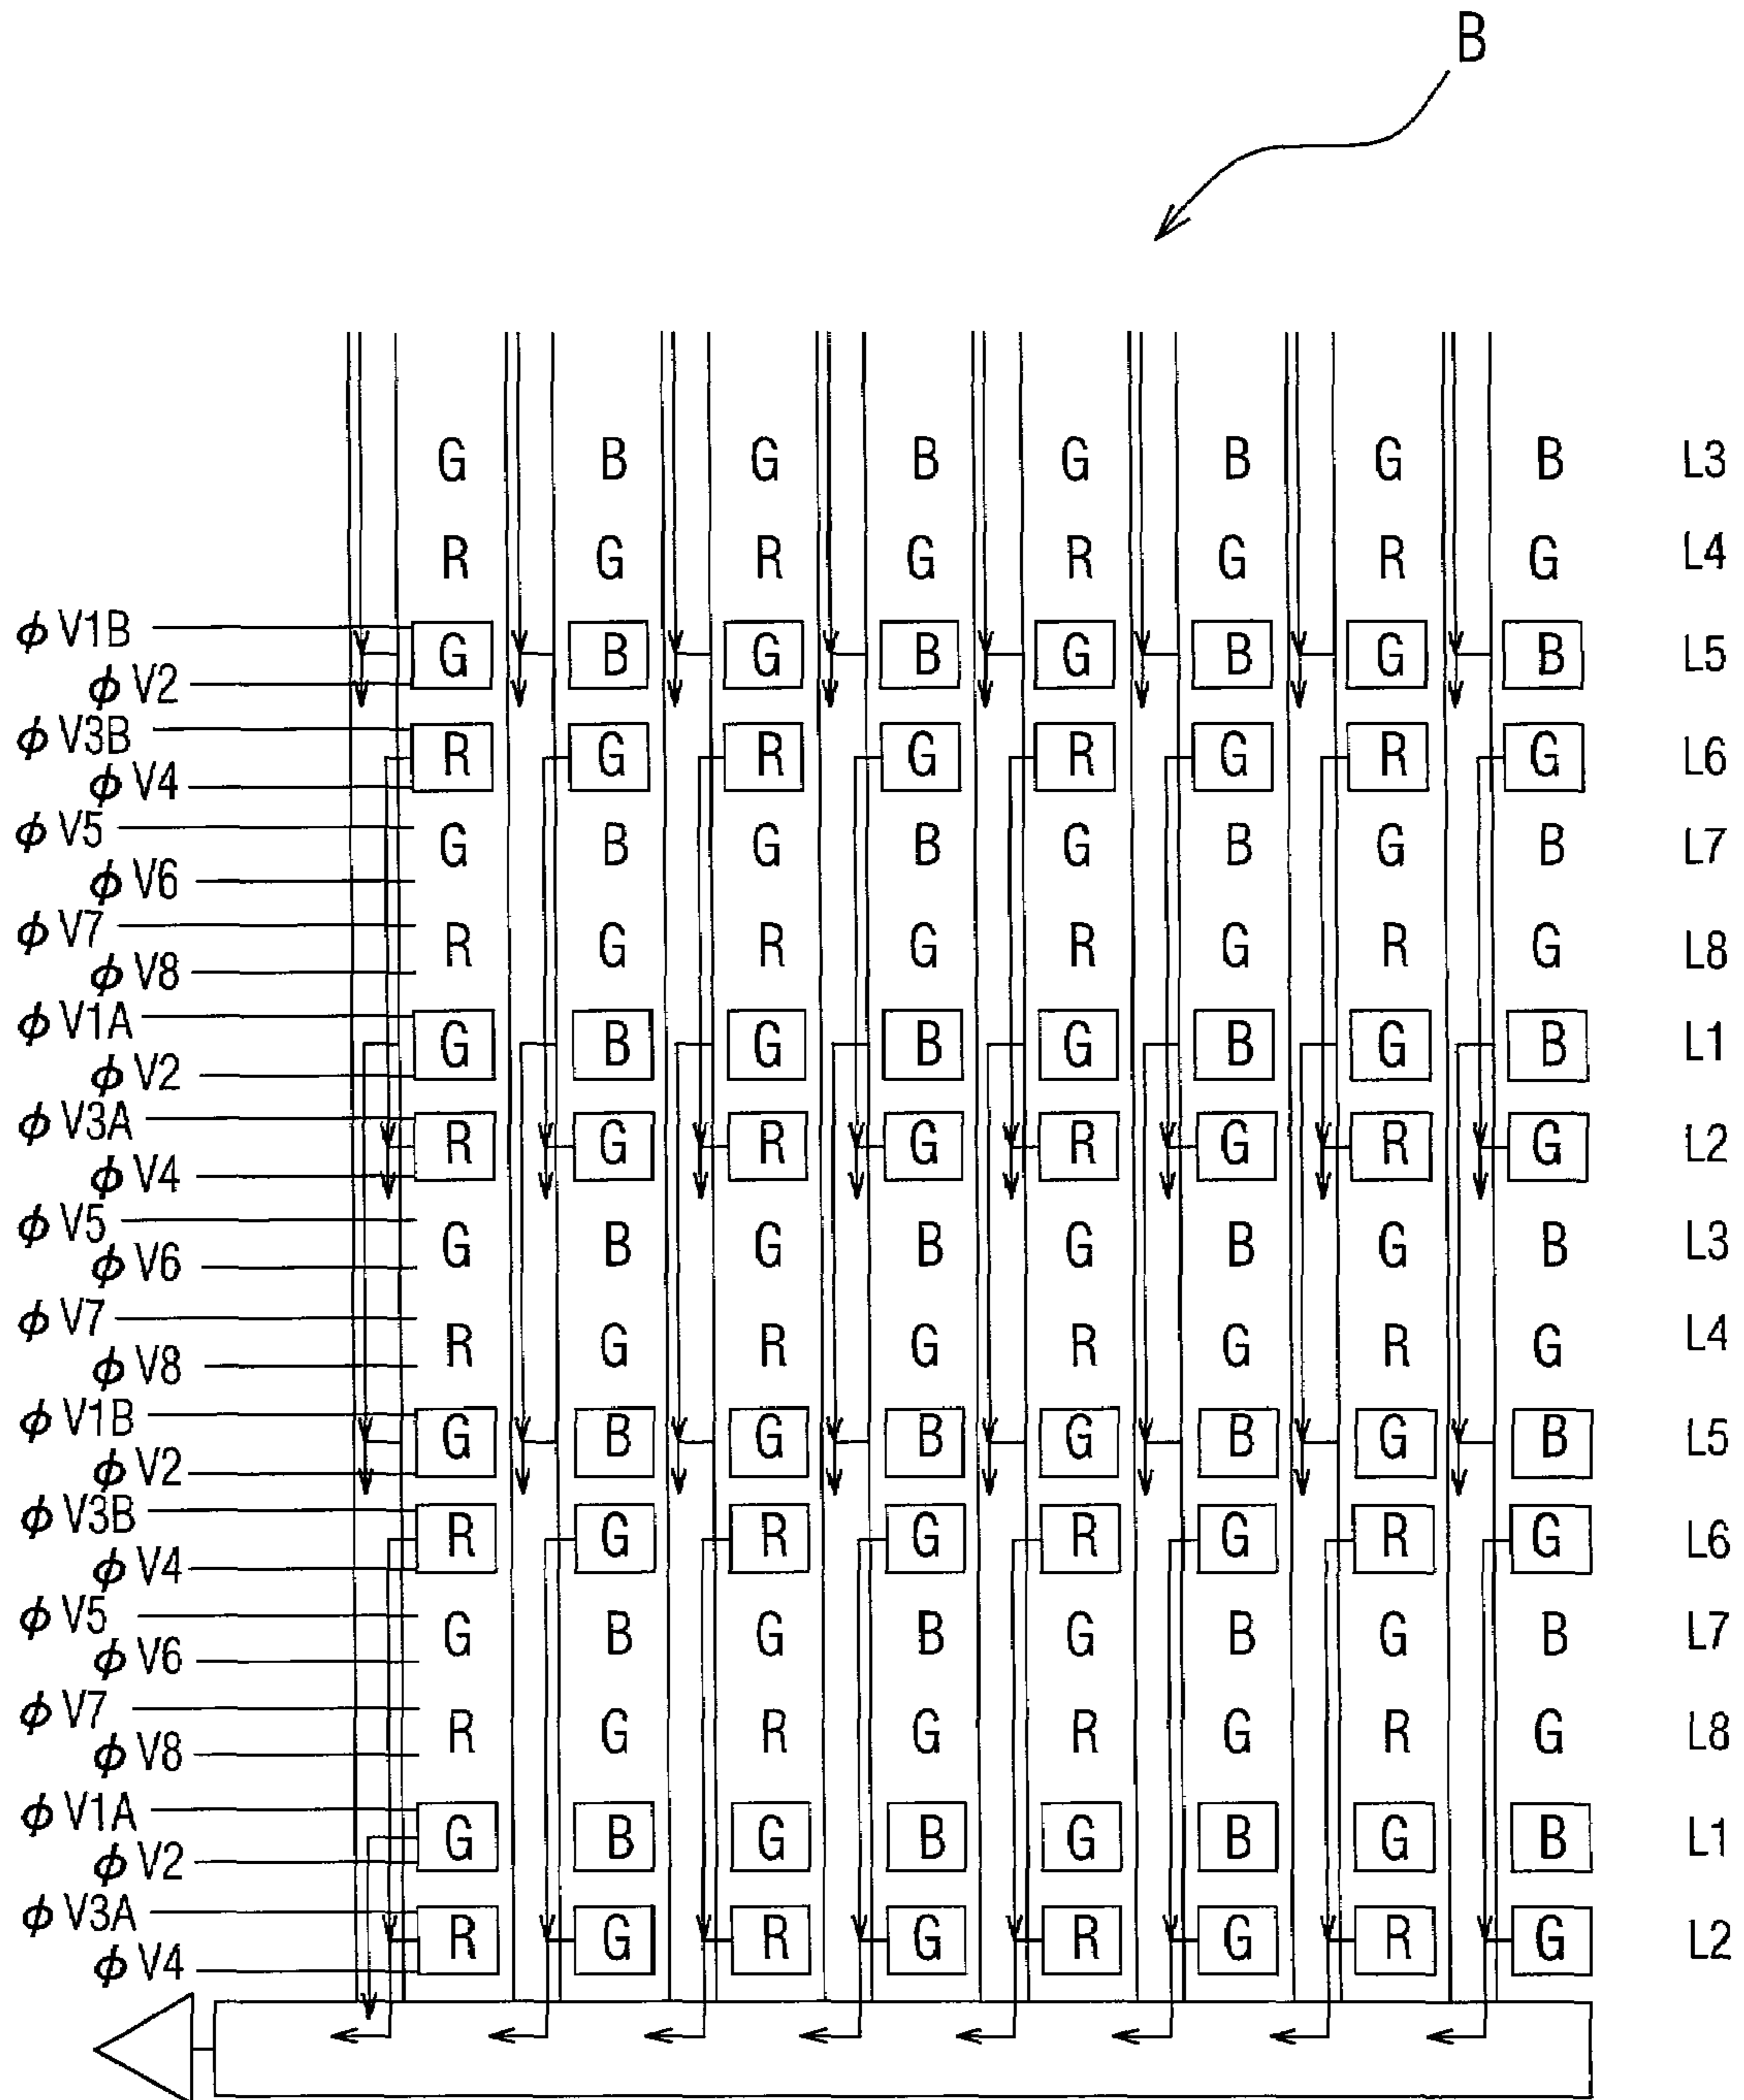 B
G B G B G B G B L3
R G R G R G R G L4
ϕV1B G B G B G B G B L5
ϕV2
ϕV3B R G R G R G R G L6
ϕV4
ϕV5 G B G B G B G B L7
ϕV6
ϕV7 R G R G R G R G L8
ϕV8
ϕV1A G B G B G B G B L1
ϕV2
ϕV3A R G R G R G R G L2
ϕV4
ϕV5 G B G B G B G B L3
ϕV6
ϕV7 R G R G R G R G L4
ϕV8
ϕV1B G B G B G B G B L5
ϕV2
ϕV3B R G R G R G R G L6
ϕV4
ϕV5 G B G B G B G B L7
ϕV6
ϕV7 R G R G R G R G L8
ϕV8
ϕV1A G B G B G B G B L1
ϕV2
ϕV3A R G R G R G R G L2
ϕV4